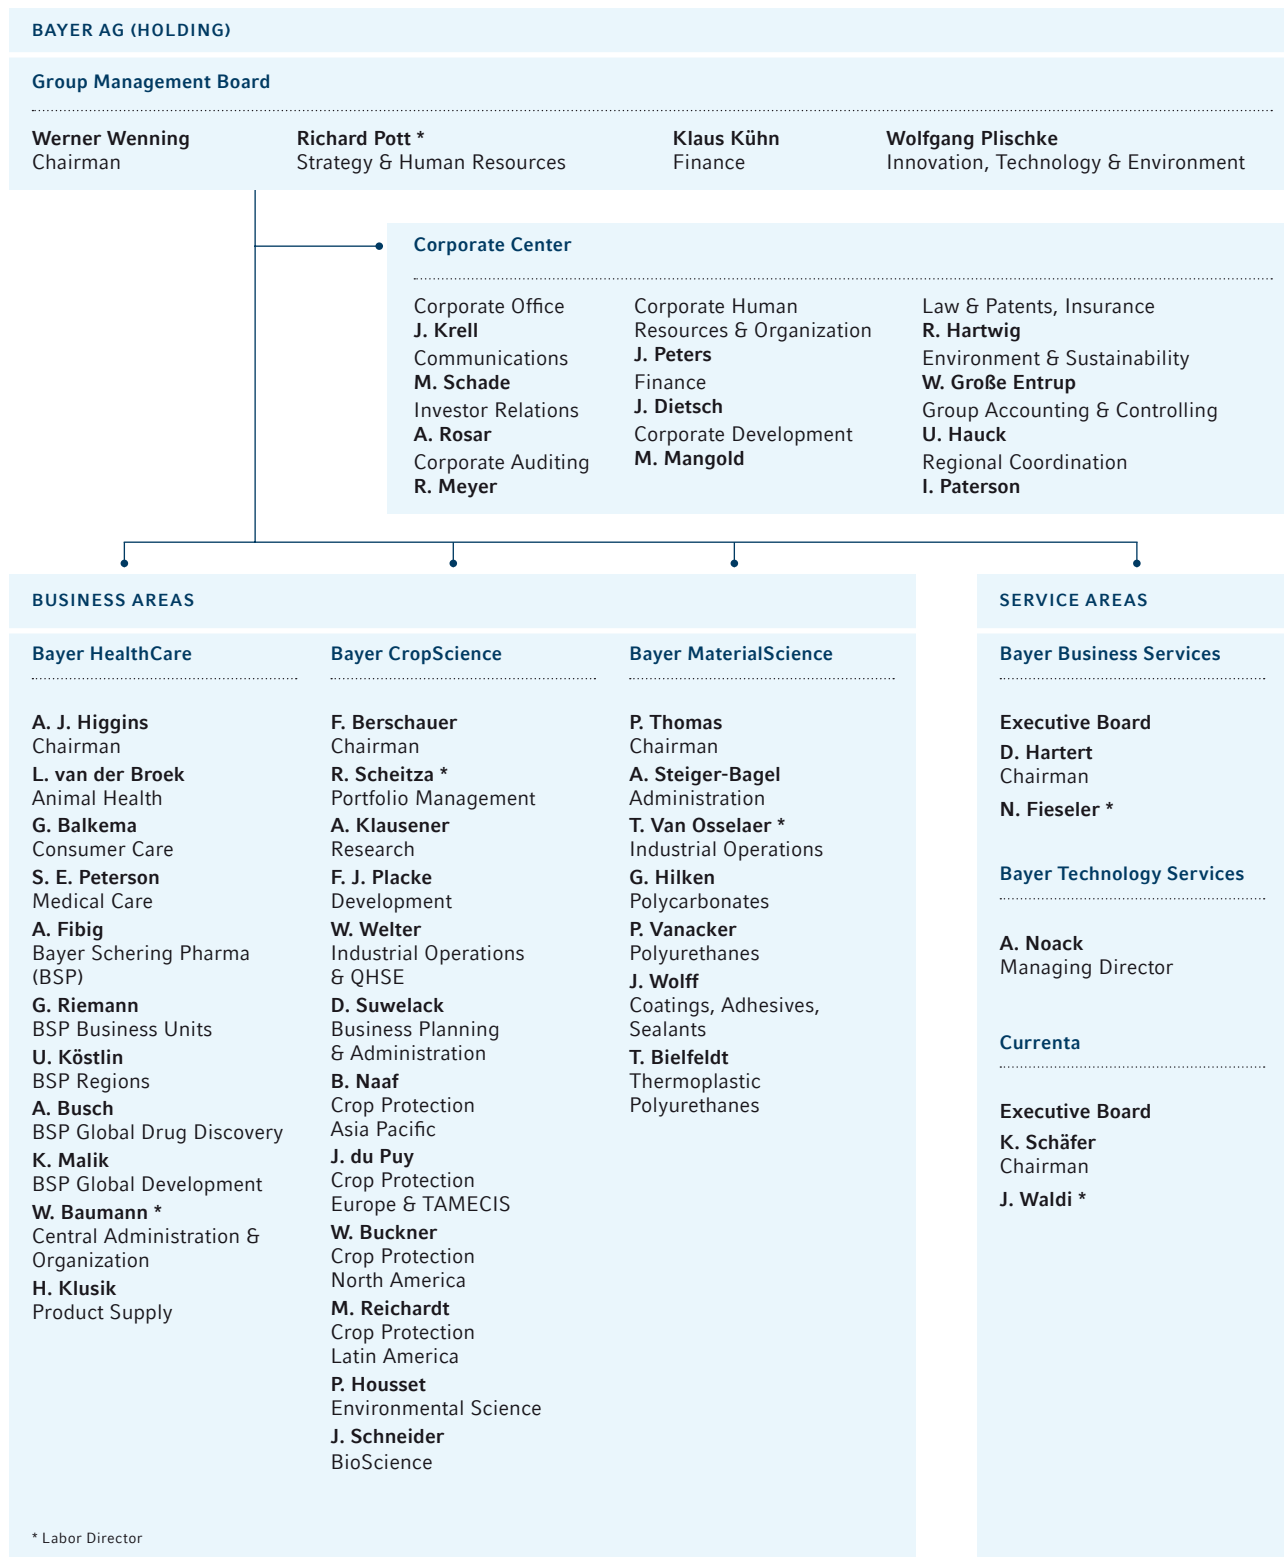 BAYER AG (HOLDING)
Group Management Board
Werner Wenning
Chairman
Richard Pott *
Strategy & Human Resources
Klaus Kühn
Finance
Wolfgang Plischke
Innovation, Technology & Environment
Corporate Center
Corporate Office
J. Krell
Communications
M. Schade
Investor Relations
A. Rosar
Corporate Auditing
R. Meyer
Corporate Human
Resources & Organization
J. Peters
Finance
J. Dietsch
Corporate Development
M. Mangold
Law & Patents, Insurance
R. Hartwig
Environment & Sustainability
W. Große Entrup
Group Accounting & Controlling
U. Hauck
Regional Coordination
I. Paterson
BUSINESS AREAS
Bayer HealthCare
A. J. Higgins
Chairman
L. van der Broek
Animal Health
G. Balkema
Consumer Care
S. E. Peterson
Medical Care
A. Fibig
Bayer Schering Pharma
(BSP)
G. Riemann
BSP Business Units
U. Köstlin
BSP Regions
A. Busch
BSP Global Drug Discovery
K. Malik
BSP Global Development
W. Baumann *
Central Administration &
Organization
H. Klusik
Product Supply
Bayer CropScience
F. Berschauer
Chairman
R. Scheitza *
Portfolio Management
A. Klausener
Research
F. J. Placke
Development
W. Welter
Industrial Operations
& QHSE
D. Suwelack
Business Planning
& Administration
B. Naaf
Crop Protection
Asia Pacific
J. du Puy
Crop Protection
Europe & TAMECIS
W. Buckner
Crop Protection
North America
M. Reichardt
Crop Protection
Latin America
P. Housset
Environmental Science
J. Schneider
BioScience
Bayer MaterialScience
P. Thomas
Chairman
A. Steiger-Bagel
Administration
T. Van Osselaer *
Industrial Operations
G. Hilken
Polycarbonates
P. Vanacker
Polyurethanes
J. Wolff
Coatings, Adhesives,
Sealants
T. Bielfeldt
Thermoplastic
Polyurethanes
SERVICE AREAS
Bayer Business Services
Executive Board
D. Hartert
Chairman
N. Fieseler *
Bayer Technology Services
A. Noack
Managing Director
Currenta
Executive Board
K. Schäfer
Chairman
J. Waldi *
* Labor Director